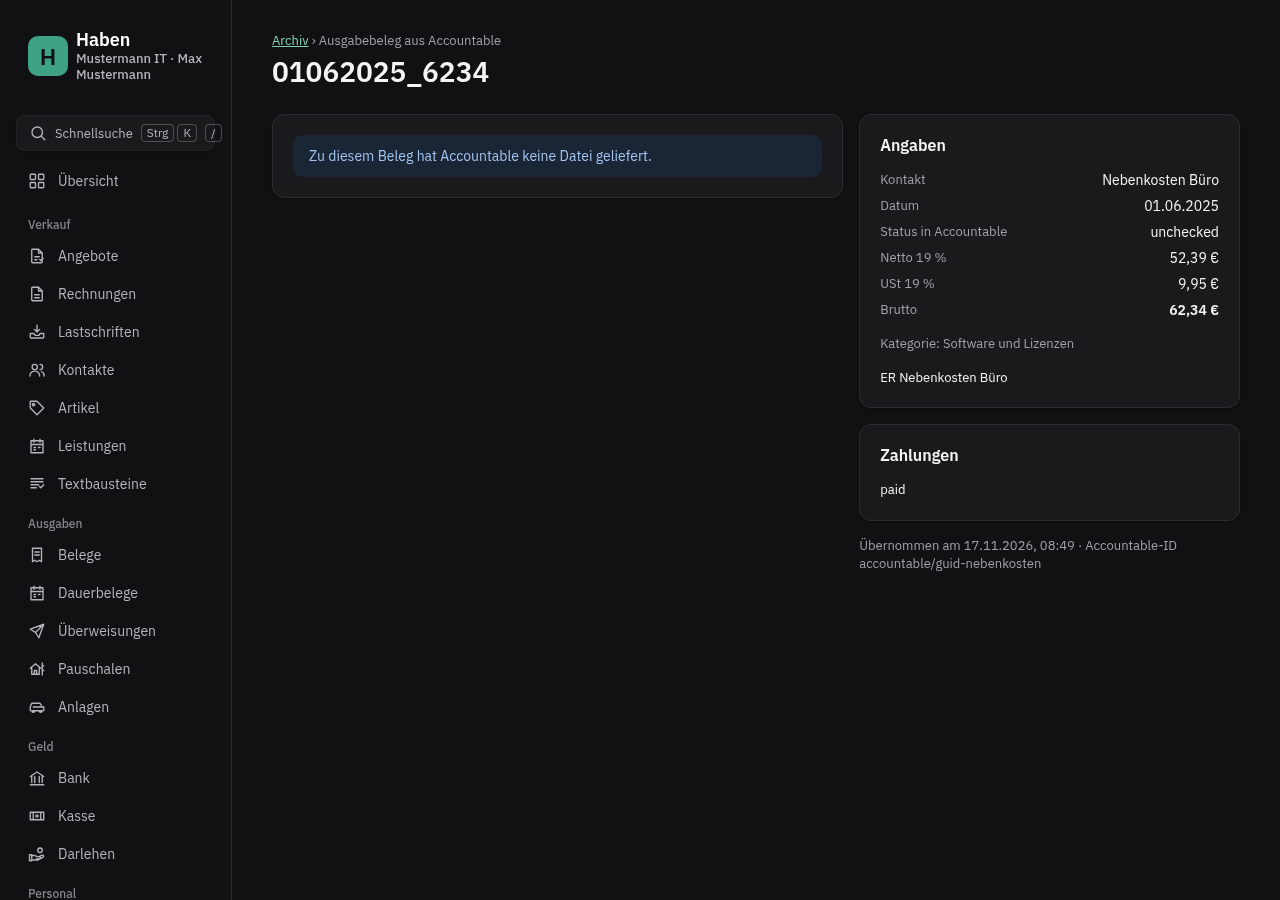 H
Haben
Mustermann IT · Max
Mustermann
Schnellsuche Strg K /
Übersicht
Verkauf
Angebote
Rechnungen
Lastschriften
Kontakte
Artikel
Leistungen
Textbausteine
Ausgaben
Belege
Dauerbelege
Überweisungen
Pauschalen
Anlagen
Geld
Bank
Kasse
Darlehen
Personal
Archiv › Ausgabebeleg aus Accountable
01062025_6234
Zu diesem Beleg hat Accountable keine Datei geliefert.
Angaben
Kontakt Nebenkosten Büro
Datum 01.06.2025
Status in Accountable unchecked
Netto 19 % 52,39 €
USt 19 % 9,95 €
Brutto 62,34 €
Kategorie: Software und Lizenzen
ER Nebenkosten Büro
Zahlungen
paid
Übernommen am 17.11.2026, 08:49 · Accountable-ID
accountable/guid-nebenkosten